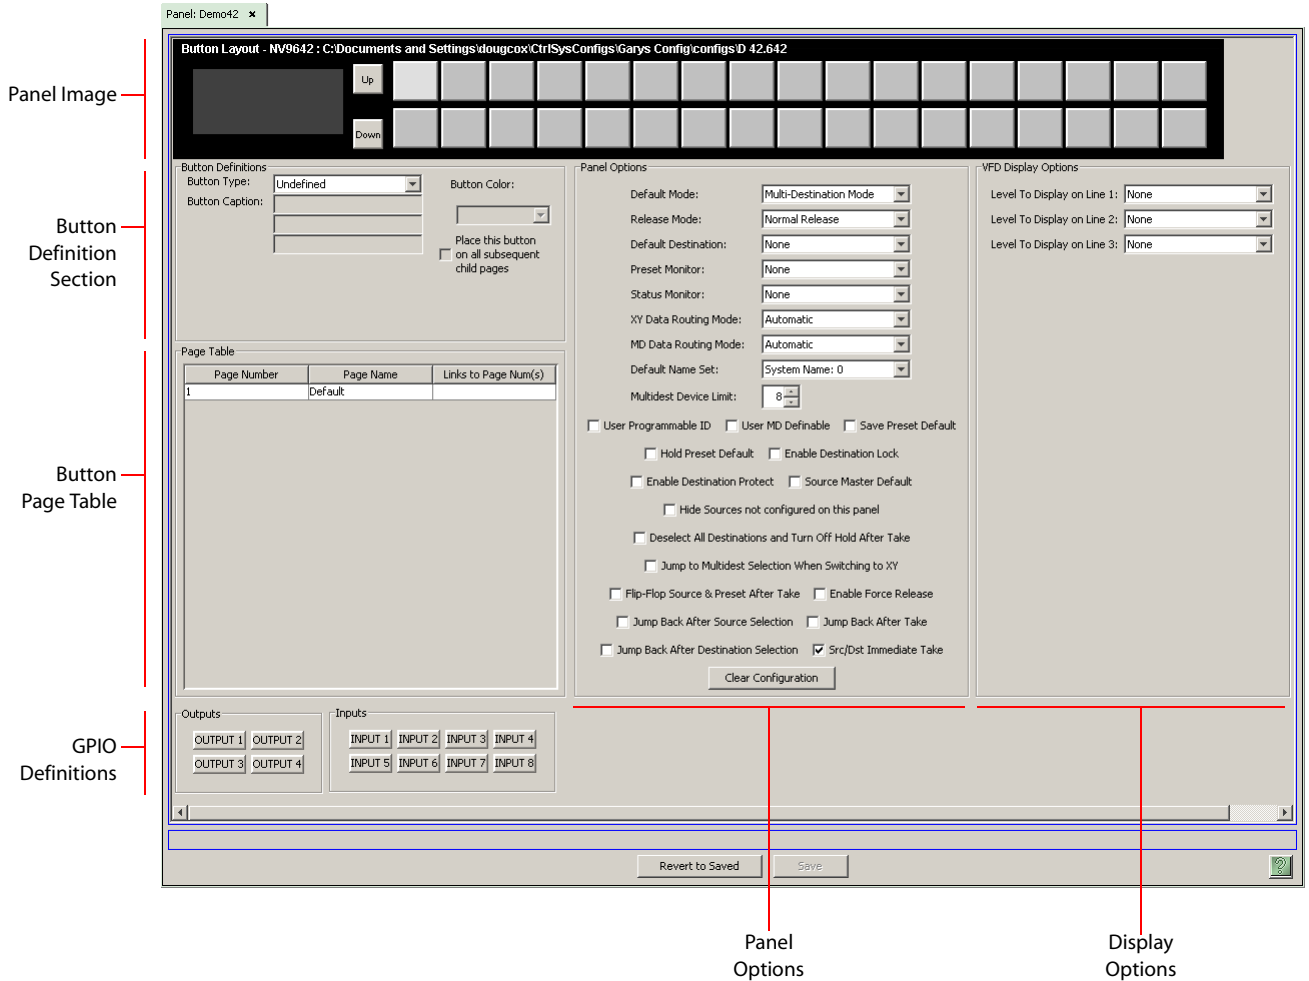 Panel: Demo42 ×
Button Layout - NV9642 : C:\Documents and Settings\dougcox\CtrlSysConfigs\Garys Config\configs\D 42.642
Up
Down
Panel Image
Button Definitions
Button Type:
Undefined
Button Color:
Button Caption:
Place this button
on all subsequent
child pages
Button
Definition
Section
Page Table
Page Number
Page Name
Links to Page Num(s)
1
Default
Button
Page Table
Panel Options
Default Mode:
Multi-Destination Mode
Release Mode:
Normal Release
Default Destination:
None
Preset Monitor:
None
Status Monitor:
None
XY Data Routing Mode:
Automatic
MD Data Routing Mode:
Automatic
Default Name Set:
System Name: 0
Multidest Device Limit:
8
User Programmable ID
User MD Definable
Save Preset Default
Hold Preset Default
Enable Destination Lock
Enable Destination Protect
Source Master Default
Hide Sources not configured on this panel
Deselect All Destinations and Turn Off Hold After Take
Jump to Multidest Selection When Switching to XY
Flip-Flop Source & Preset After Take
Enable Force Release
Jump Back After Source Selection
Jump Back After Take
Jump Back After Destination Selection
Src/Dst Immediate Take
Clear Configuration
VFD Display Options
Level To Display on Line 1:
None
Level To Display on Line 2:
None
Level To Display on Line 3:
None
GPIO
Definitions
Outputs
OUTPUT 1
OUTPUT 2
OUTPUT 3
OUTPUT 4
Inputs
INPUT 1
INPUT 2
INPUT 3
INPUT 4
INPUT 5
INPUT 6
INPUT 7
INPUT 8
Revert to Saved
Save
?
Panel
Options
Display
Options